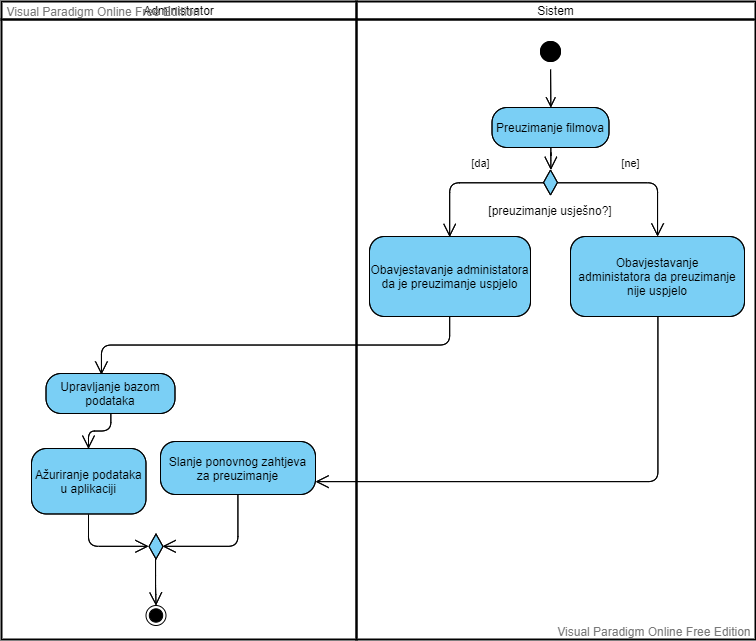 Visual Paradigm Online Free Edition
Administrator
Sistem
Preuzimanje filmova
[da]
[ne]
[preuzimanje usješno?]
Obavjestavanje administatora
da je preuzimanje uspjelo
Obavjestavanje
administatora da preuzimanje
nije uspjelo
Upravljanje bazom
podataka
Ažuriranje podataka
u aplikaciji
Slanje ponovnog zahtjeva
za preuzimanje
Visual Paradigm Online Free Edition